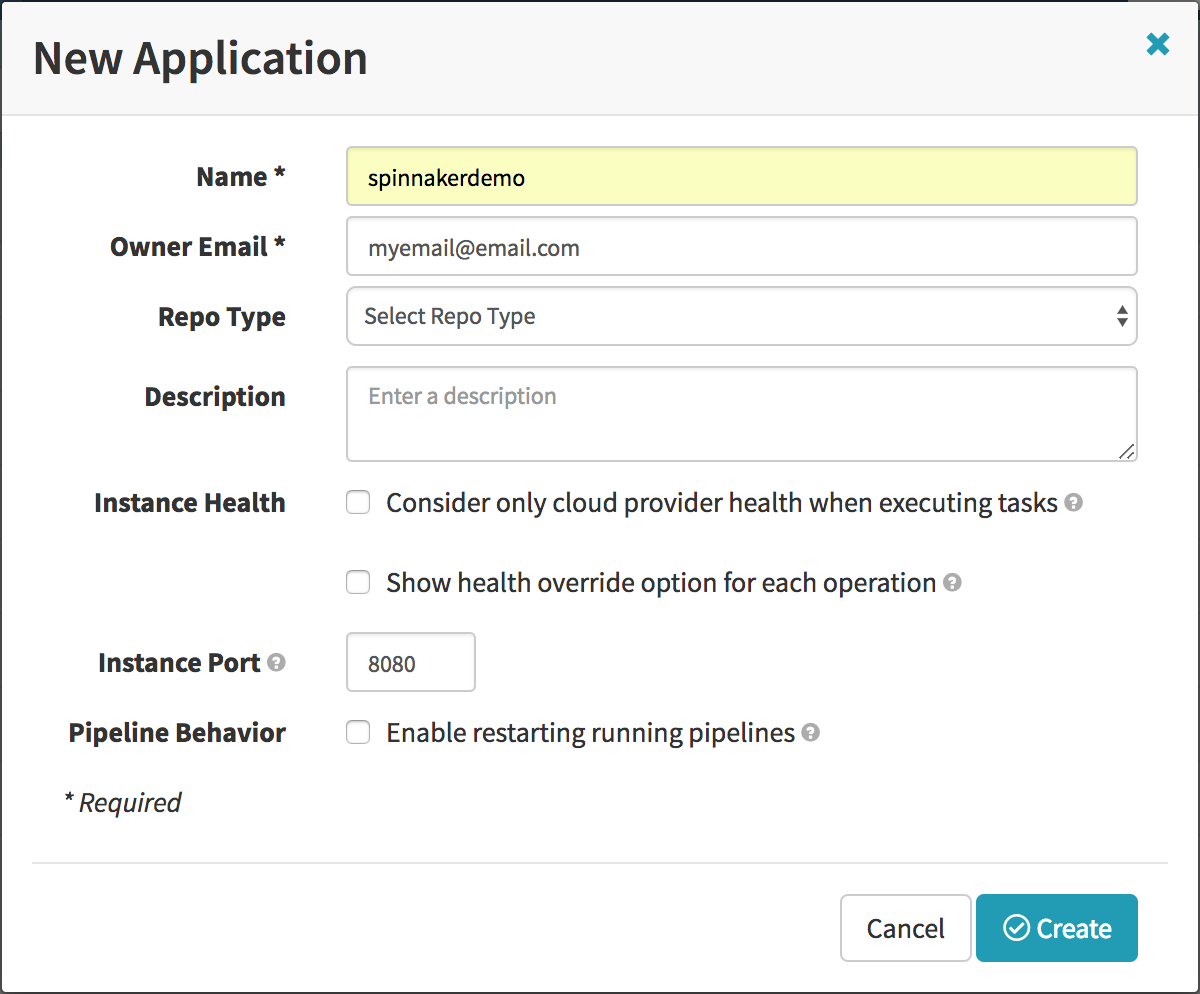 New Application
Name *
spinnakerdemo
Owner Email *
myemail@email.com
Repo Type
Select Repo Type
Description
Enter a description
Instance Health
Consider only cloud provider health when executing tasks
Show health override option for each operation
Instance Port
8080
Pipeline Behavior
Enable restarting running pipelines
* Required
Cancel
Create